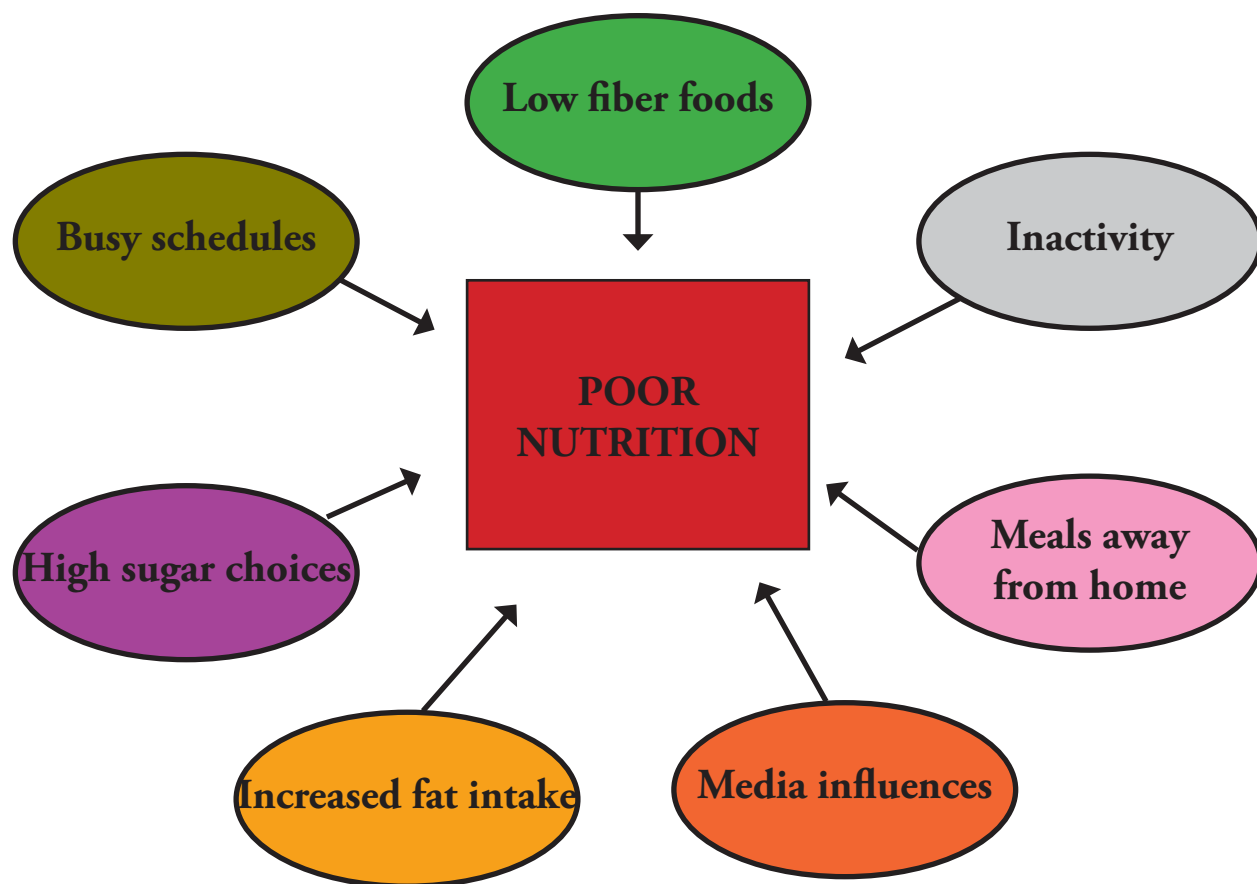 Low fiber foods
Busy schedules
Inactivity
POOR
NUTRITION
High sugar choices
Meals away
from home
Increased fat intake
Media influences